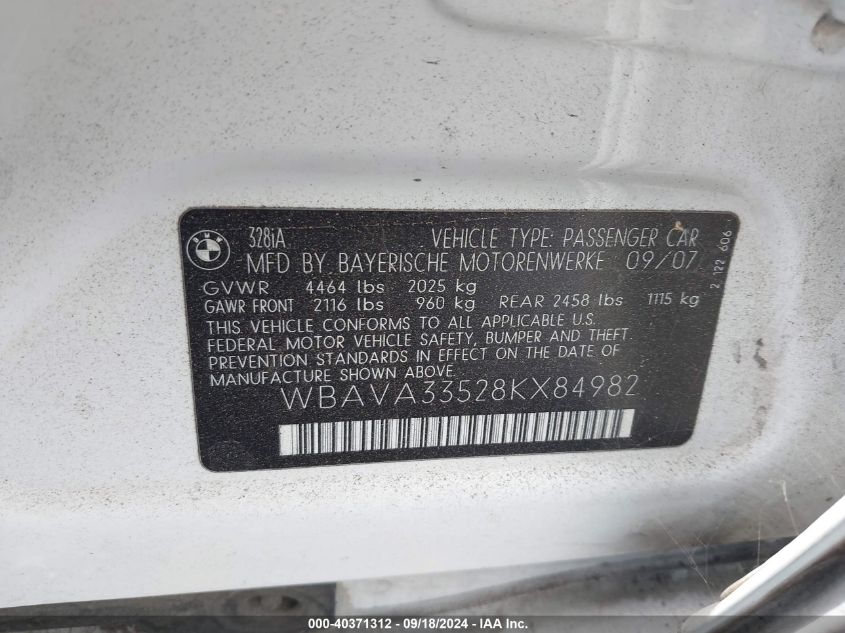 BMW
328iA VEHICLE TYPE: PASSENGER CAR
MFD BY BAYERISCHE MOTORENWERKE 09/07
GVWR 4464 lbs 2025 kg
GAWR FRONT 2116 lbs 960 kg REAR 2458 lbs 1115 kg
THIS VEHICLE CONFORMS TO ALL APPLICABLE U.S.
FEDERAL MOTOR VEHICLE SAFETY, BUMPER AND THEFT
PREVENTION STANDARDS IN EFFECT ON THE DATE OF
MANUFACTURE SHOWN ABOVE.
WBAVA33528KX84982
2 122 606
000-40371312 - 09/18/2024 - IAAI.com